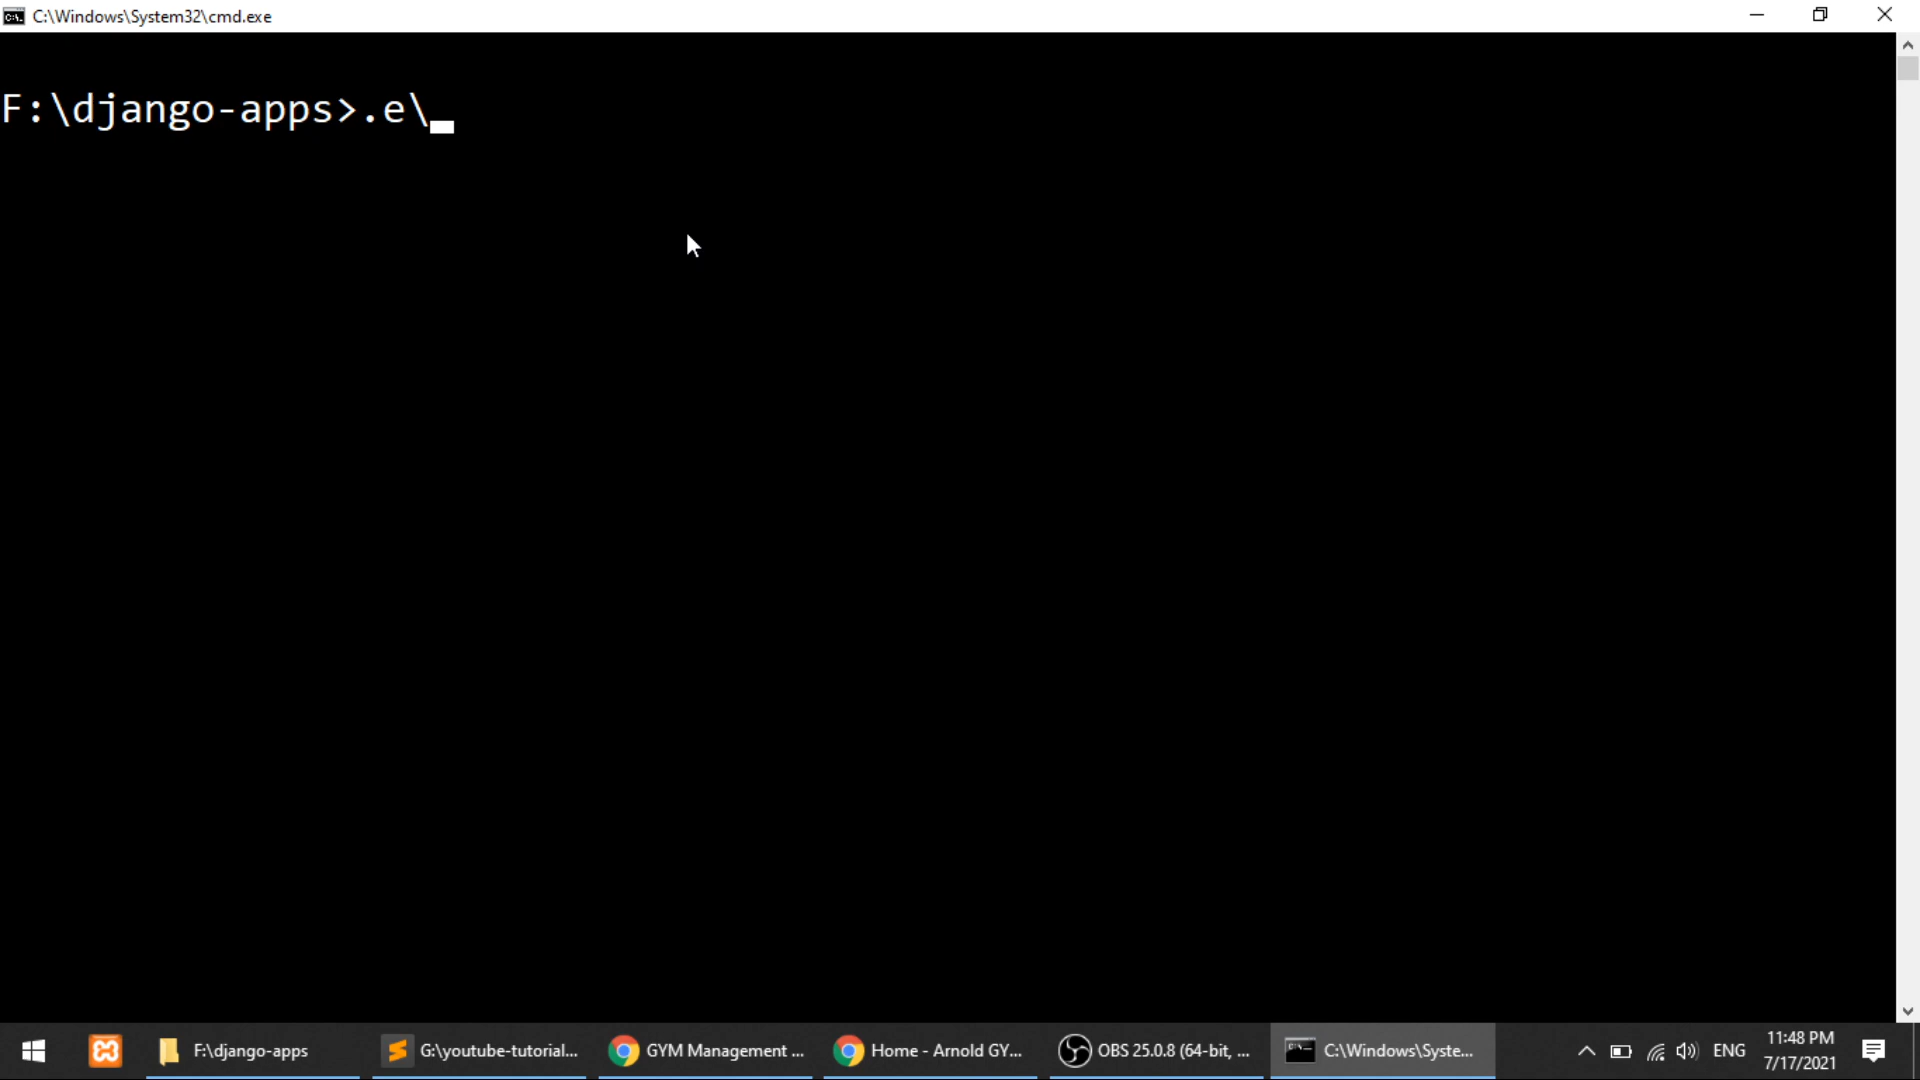 C:\Windows\System32\cmd.exe
F:\django-apps>.e\
F:\django-apps
G:\youtube-tutorial...
GYM Management ...
Home - Arnold GY...
OBS 25.0.8 (64-bit, ...
C:\Windows\Syste...
ENG
11:48 PM
7/17/2021